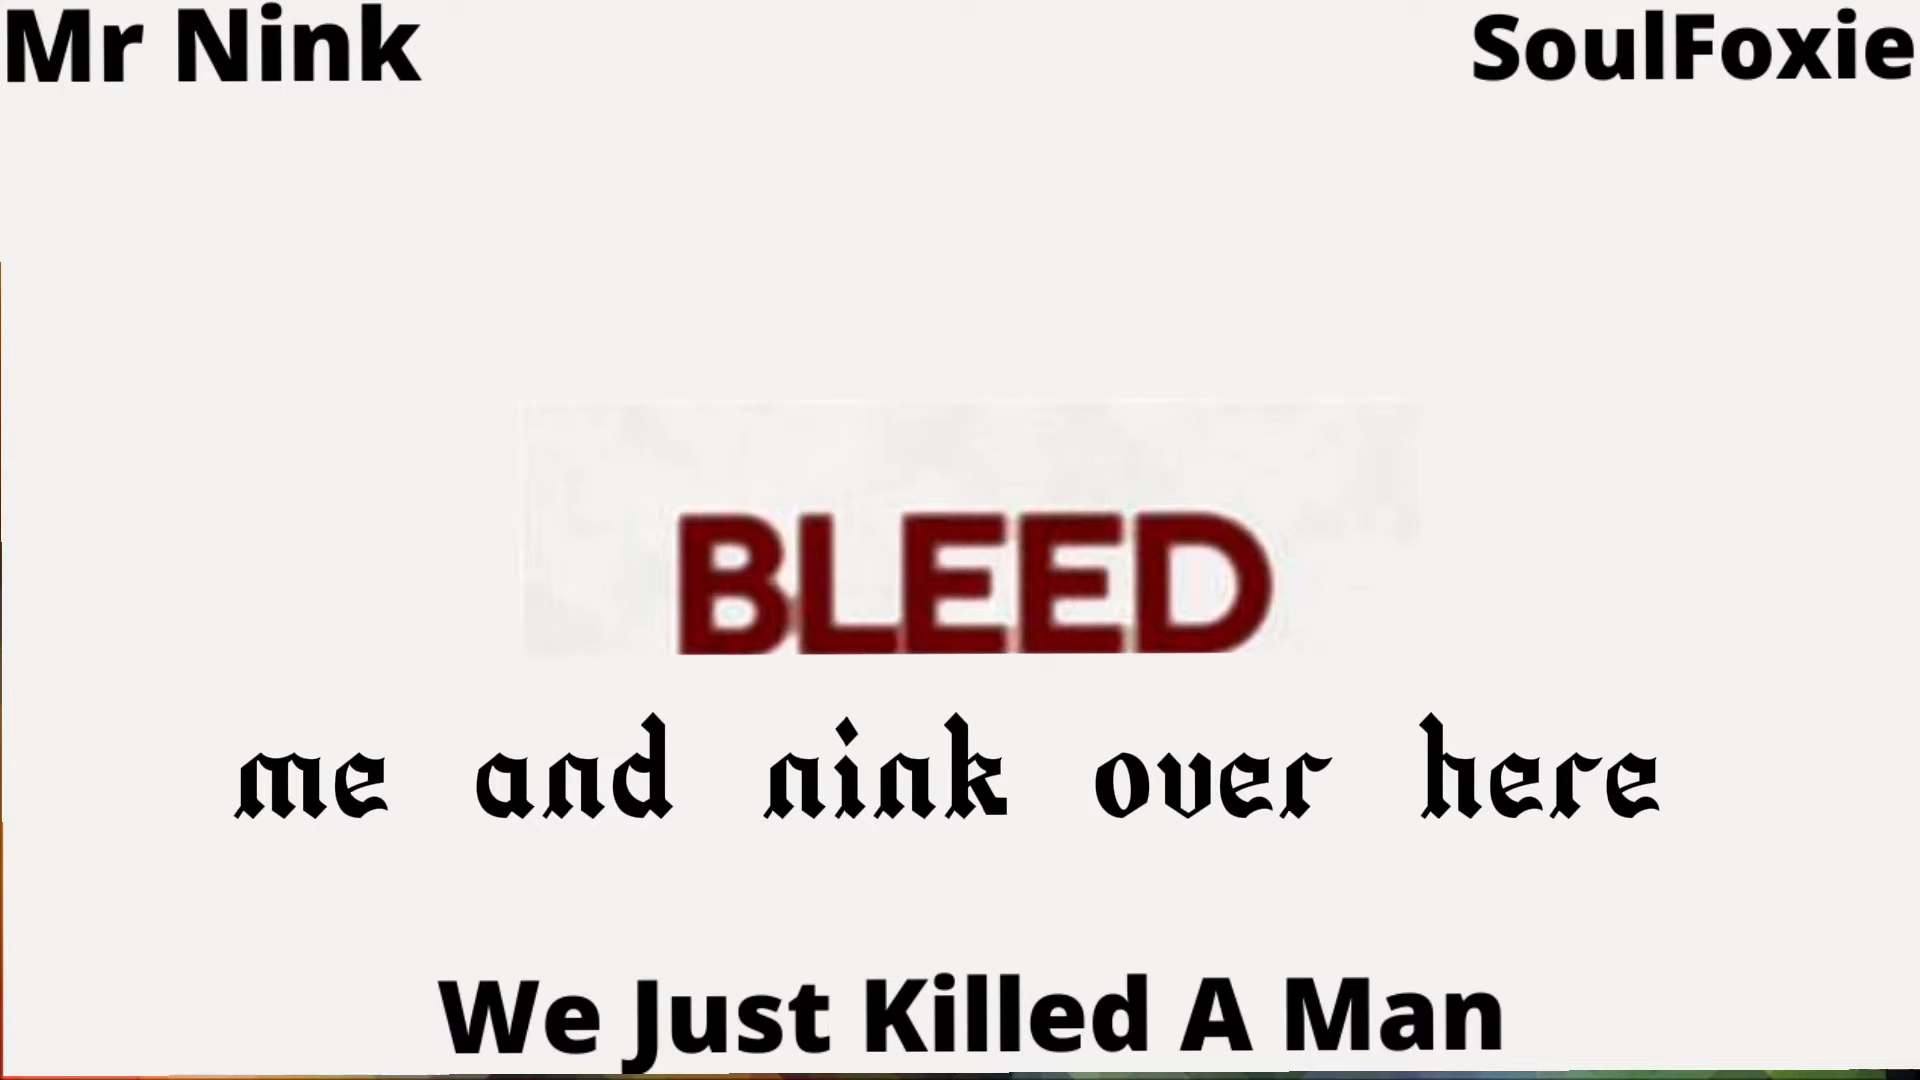 Mr Nink
SoulFoxie
BLEED
me and nink over here
We Just Killed A Man